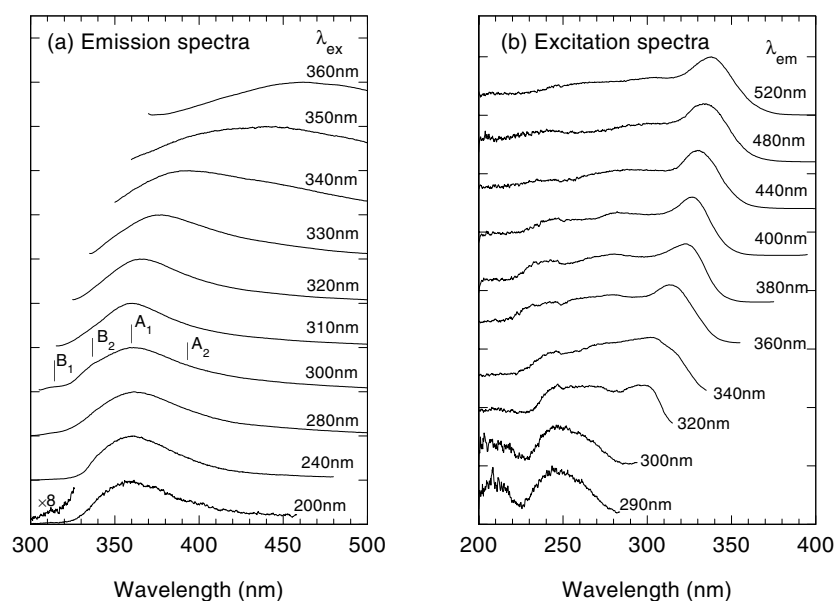 (a) Emission spectra
λex
360nm
350nm
340nm
330nm
320nm
310nm
A1
B2
B1
A2
300nm
280nm
240nm
×8
200nm
300 350 400 450 500
Wavelength (nm)
(b) Excitation spectra
λem
520nm
480nm
440nm
400nm
380nm
360nm
340nm
320nm
300nm
290nm
200 250 300 350 400
Wavelength (nm)